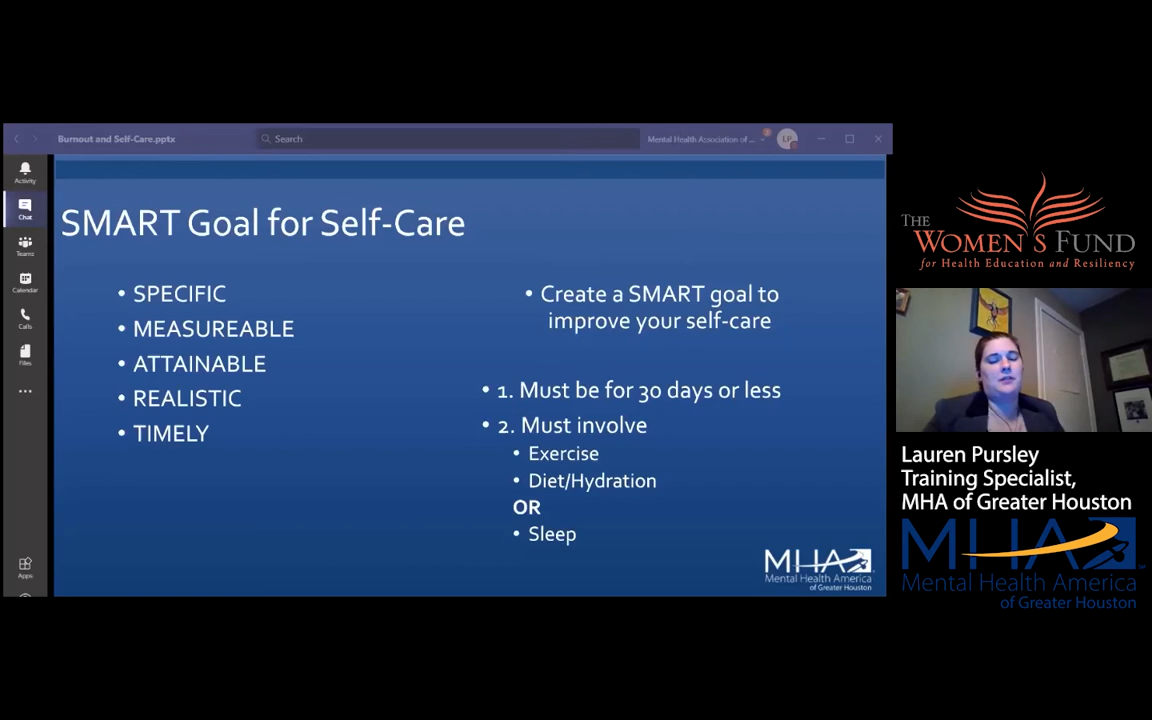 Burnout and Self-Care.pptx
Search
Mental Health Association of ...
LP
Activity
Chat
Teams
Calendar
Calls
Files
Apps
SMART Goal for Self-Care
• SPECIFIC
• MEASUREABLE
• ATTAINABLE
• REALISTIC
• TIMELY
• Create a SMART goal to
improve your self-care
• 1. Must be for 30 days or less
• 2. Must involve
• Exercise
• Diet/Hydration
OR
• Sleep
MHA
Mental Health America
of Greater Houston
THE
WOMEN'S FUND
for Health Education and Resiliency
Lauren Pursley
Training Specialist,
MHA of Greater Houston
MHA
Mental Health America
of Greater Houston